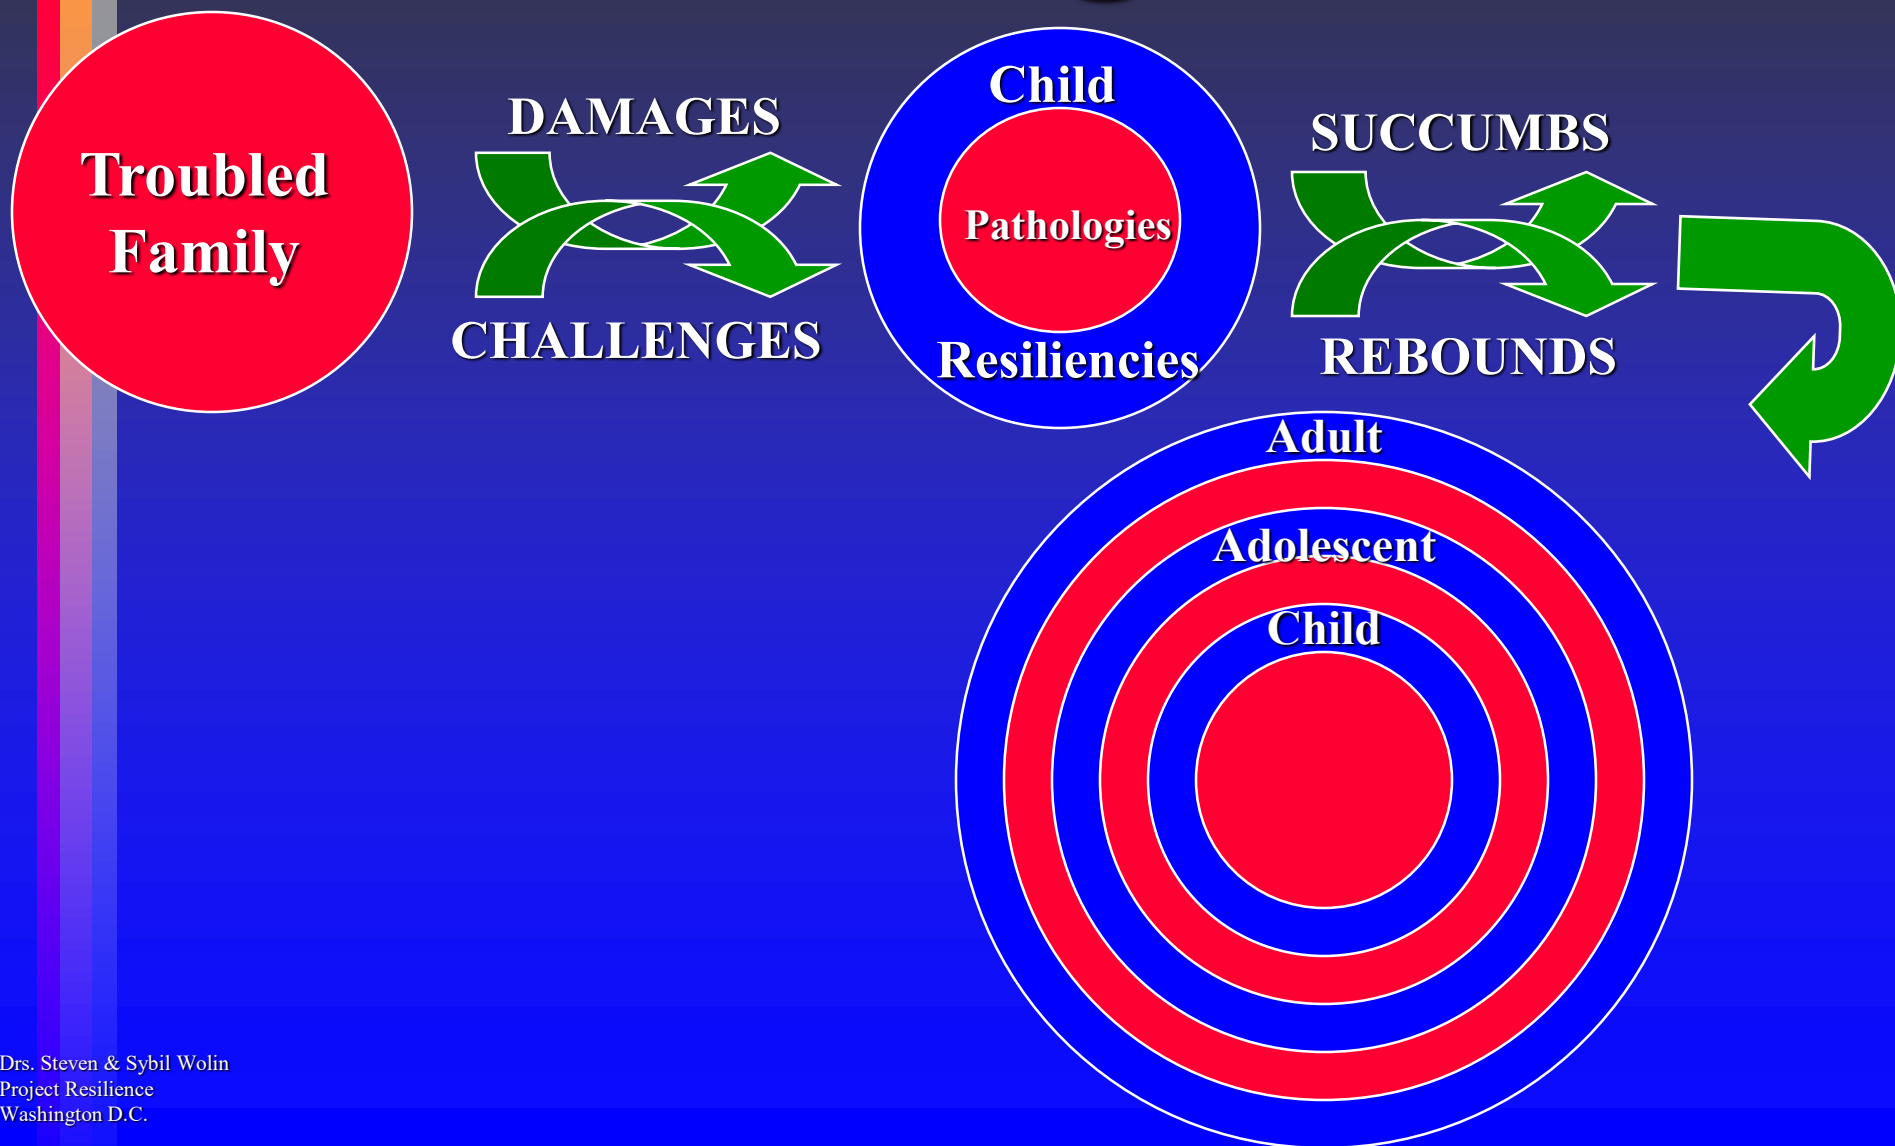 Troubled
Family
DAMAGES
CHALLENGES
Child
Pathologies
Resiliencies
SUCCUMBS
REBOUNDS
Adult
Adolescent
Child
Drs. Steven & Sybil Wolin
Project Resilience
Washington D.C.